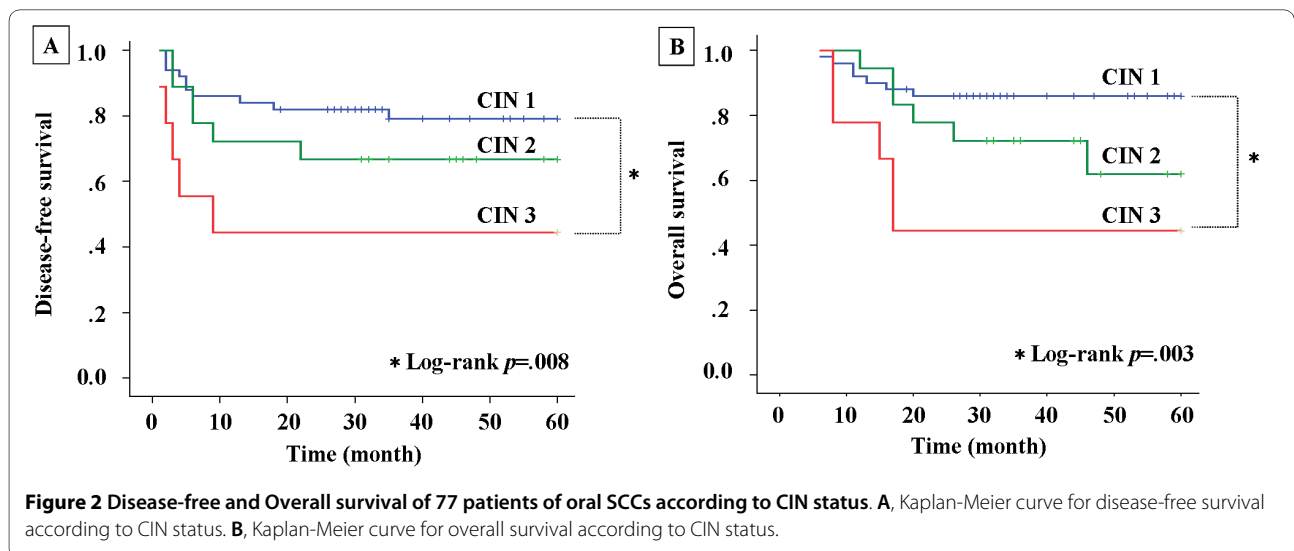 A
1.0
.8
.6
.4
.2
0.0
Disease-free survival
CIN 1
CIN 2
CIN 3
*
* Log-rank p=.008
0 10 20 30 40 50 60
Time (month)
B
1.0
.8
.6
.4
.2
0.0
Overall survival
CIN 1
CIN 2
CIN 3
*
* Log-rank p=.003
0 10 20 30 40 50 60
Time (month)
Figure 2 Disease-free and Overall survival of 77 patients of oral SCCs according to CIN status. A, Kaplan-Meier curve for disease-free survival
according to CIN status. B, Kaplan-Meier curve for overall survival according to CIN status.